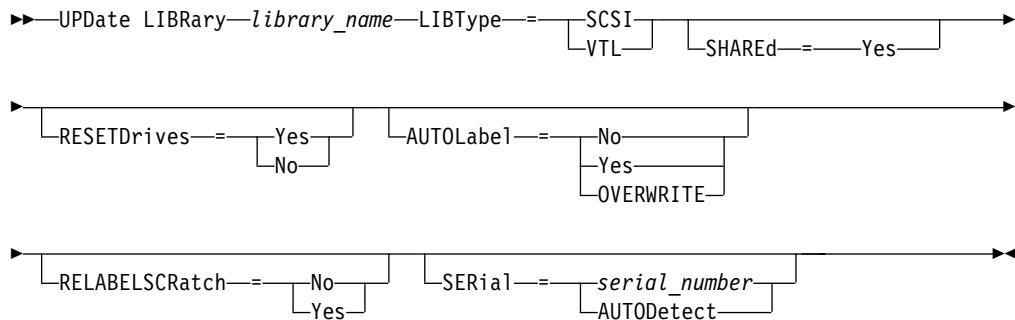 UPDate LIBRary library_name LIBType = SCSI
VTL
SHAREd = Yes
RESETDrives = Yes
No
AUTOLabel = No
Yes
OVERWRITE
RELABELSCRatch = No
Yes
SERial = serial_number
AUTODetect